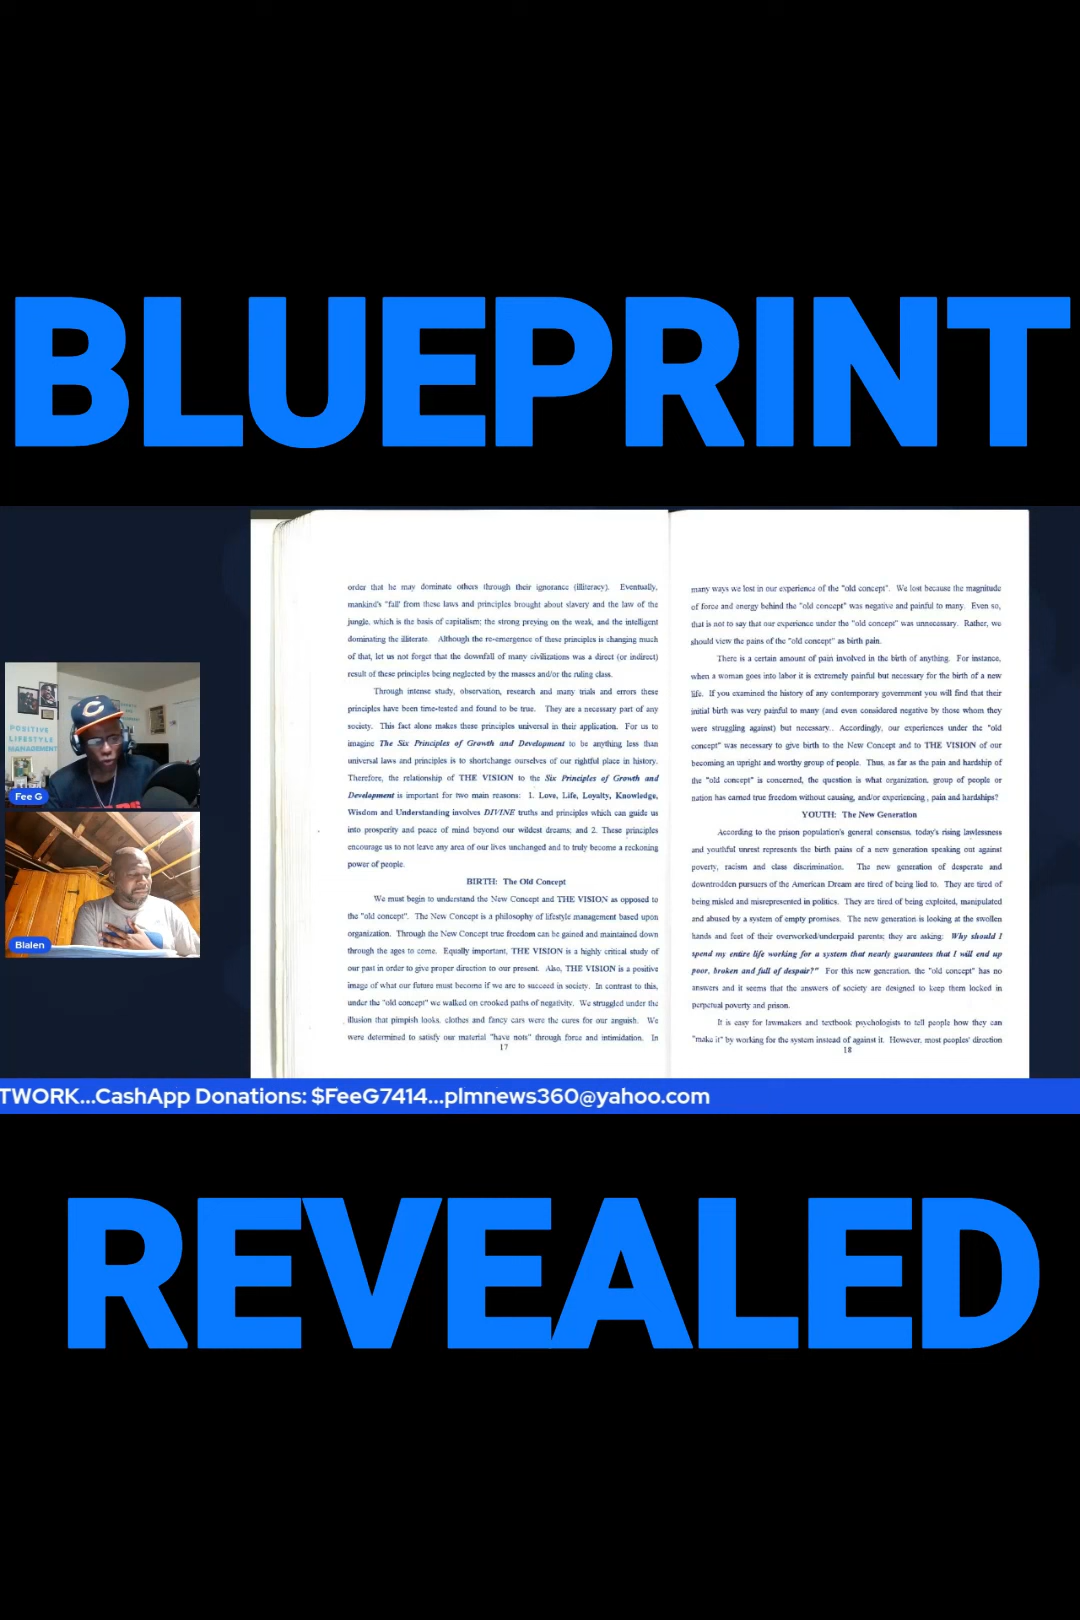 BLUEPRINT
order that he may dominate others through their ignorance (illiteracy). Eventually,
mankind's "fall' from these laws and principles brought about slavery and the law of the
jungle, which is the basis of capitalism; the strong preying on the weak, and the intelligent
dominating the illiterate. Although the re-emergence of these principles is changing much
of that, let us not forget that the downfall of many civilizations was a direct (or indirect)
result of these principles being neglected by the masses and/or the ruling class.
Through intense study, observation, research and many trials and errors these
principles have been time-tested and found to be true. They are a necessary part of any
society. This fact alone makes these principles universal in their application. For us to
imagine The Six Principles of Growth and Development to be anything less than
universal laws and principles is to shortchange ourselves of our rightful place in history.
Therefore, the relationship of THE VISION to the Six Principles of Growth and
Development is important for two main reasons: 1. Love, Life, Loyalty, Knowledge,
Wisdom and Understanding involves DIVINE truths and principles which can guide us
into prosperity and peace of mind beyond our wildest dreams; and 2. These principles
encourage us to not leave any area of our lives unchanged and to truly become a reckoning
power of people.
BIRTH: The Old Concept
We must begin to understand the New Concept and THE VISION as opposed to
the "old concept". The New Concept is a philosophy of lifestyle management based upon
organization. Through the New Concept true freedom can be gained and maintained down
through the ages to come. Equally important, THE VISION is a highly critical study of
our past in order to give proper direction to our present. Also, THE VISION is a positive
image of what our future must become if we are to succeed in society. In contrast to this,
under the "old concept" we walked on crooked paths of negativity. We struggled under the
illusion that pimpish looks, clothes and fancy cars were the cures for our anguish. We
were determined to satisfy our material "have nots" through force and intimidation. In
17
many ways we lost in our experience of the "old concept". We lost because the magnitude
of force and energy behind the "old concept" was negative and painful to many. Even so,
that is not to say that our experience under the "old concept" was unnecessary. Rather, we
should view the pains of the "old concept" as birth pain.
There is a certain amount of pain involved in the birth of anything. For instance,
when a woman goes into labor it is extremely painful but necessary for the birth of a new
life. If you examined the history of any contemporary government you will find that their
initial birth was very painful to many (and even considered negative by those whom they
were struggling against) but necessary.. Accordingly, our experiences under the "old
concept" was necessary to give birth to the New Concept and to THE VISION of our
becoming an upright and worthy group of people. Thus, as far as the pain and hardship of
the "old concept" is concerned, the question is what organization, group of people or
nation has earned true freedom without causing, and/or experiencing , pain and hardships?
YOUTH: The New Generation
According to the prison population's general consensus, today's rising lawlessness
and youthful unrest represents the birth pains of a new generation speaking out against
poverty, racism and class discrimination. The new generation of desperate and
downtrodden pursuers of the American Dream are tired of being lied to. They are tired of
being misled and misrepresented in politics. They are tired of being exploited, manipulated
and abused by a system of empty promises. The new generation is looking at the swollen
hands and feet of their overworked/underpaid parents; they are asking: Why should I
spend my entire life working for a system that nearly guarantees that I will end up
poor, broken and full of despair?" For this new generation, the "old concept" has no
answers and it seems that the answers of society are designed to keep them locked in
perpetual poverty and prison.
It is easy for lawmakers and textbook psychologists to tell people how they can
"make it" by working for the system instead of against it. However, most peoples' direction
18
POSITIVE
LIFESTYLE
MANAGEMENT
Fee G
Blalen
TWORK...CashApp Donations: $FeeG7414...plmnews360@yahoo.com
REVEALED